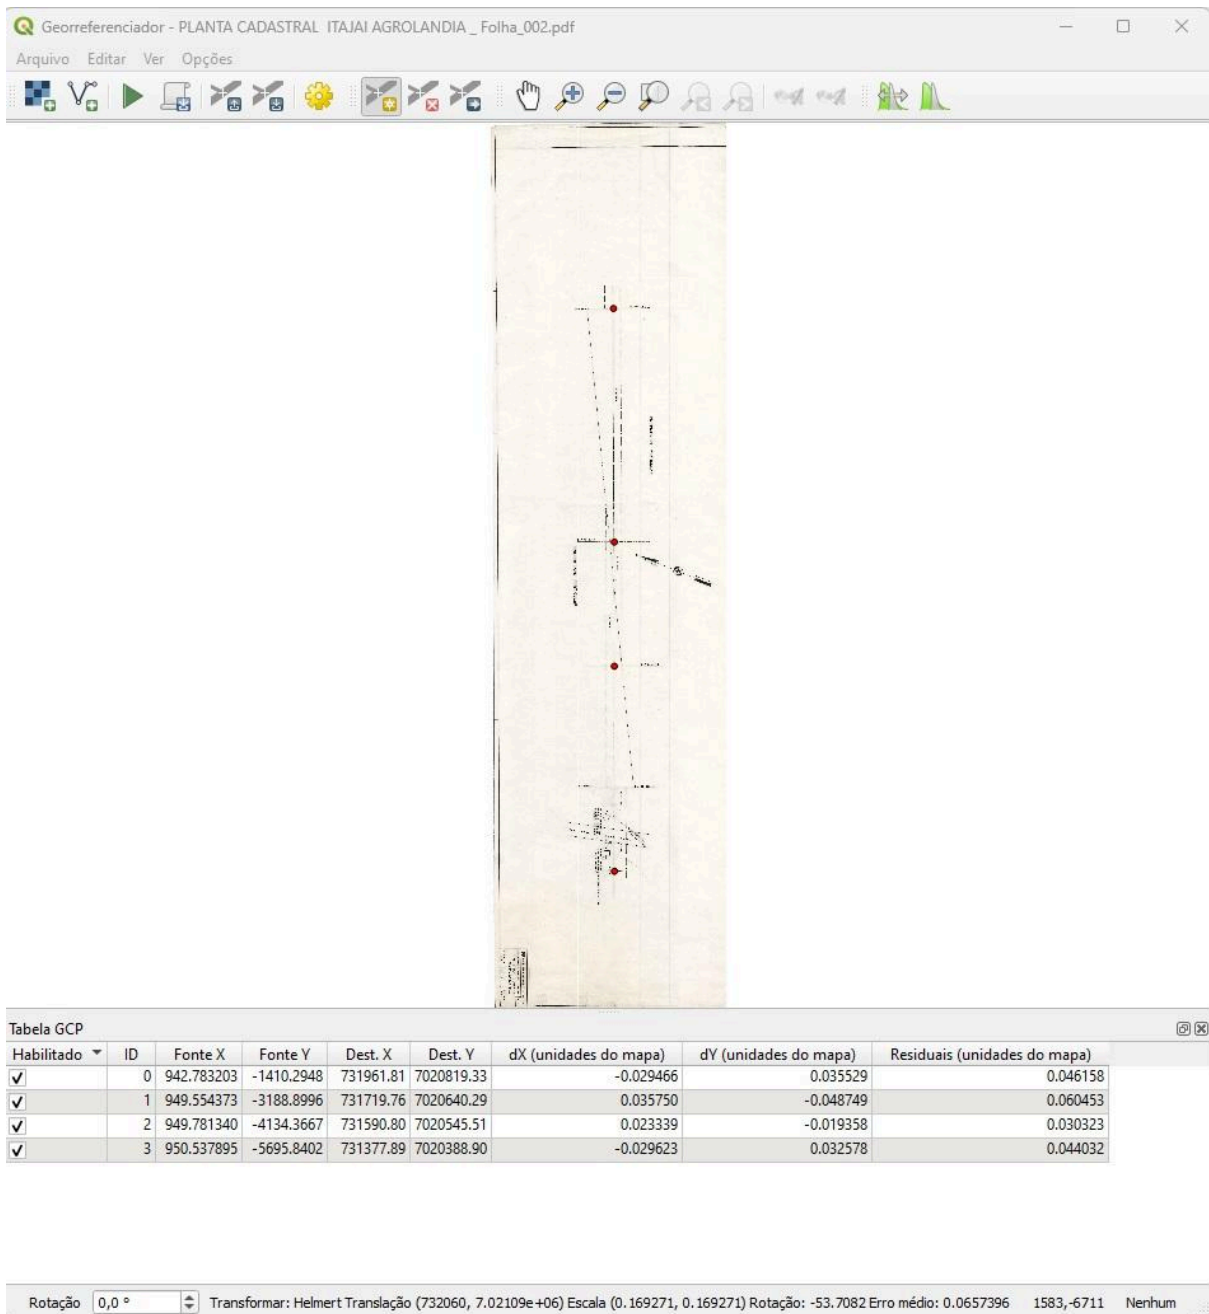 Georreferenciador - PLANTA CADASTRAL ITAJAI AGROLANDIA _ Folha_002.pdf
Arquivo Editar Ver Opções
Tabela GCP
Habilitado ID Fonte X Fonte Y Dest. X Dest. Y dX (unidades do mapa) dY (unidades do mapa) Residuais (unidades do mapa)
0 942.783203 -1410.2948 731961.81 7020819.33 -0.029466 0.035529 0.046158
1 949.554373 -3188.8996 731719.76 7020640.29 0.035750 -0.048749 0.060453
2 949.781340 -4134.3667 731590.80 7020545.51 0.023339 -0.019358 0.030323
3 950.537895 -5695.8402 731377.89 7020388.90 -0.029623 0.032578 0.044032
Rotação 0,0 ° Transformar: Helmert Translação (732060, 7.02109e+06) Escala (0.169271, 0.169271) Rotação: -53.7082 Erro médio: 0.0657396 1583,-6711 Nenhum